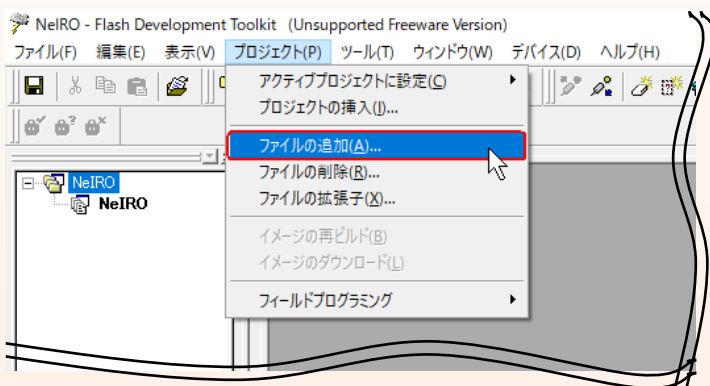 NeIRO - Flash Development Toolkit (Unsupported Freeware Version)
ファイル(F) 編集(E) 表示(V) プロジェクト(P) ツール(T) ウィンドウ(W) デバイス(D) ヘルプ(H)
アクティブプロジェクトに設定(C)
プロジェクトの挿入(I)...
ファイルの追加(A)...
ファイルの削除(R)...
ファイルの拡張子(X)...
イメージの再ビルド(B)
イメージのダウンロード(L)
フィールドプログラミング
NeIRO
NeIRO